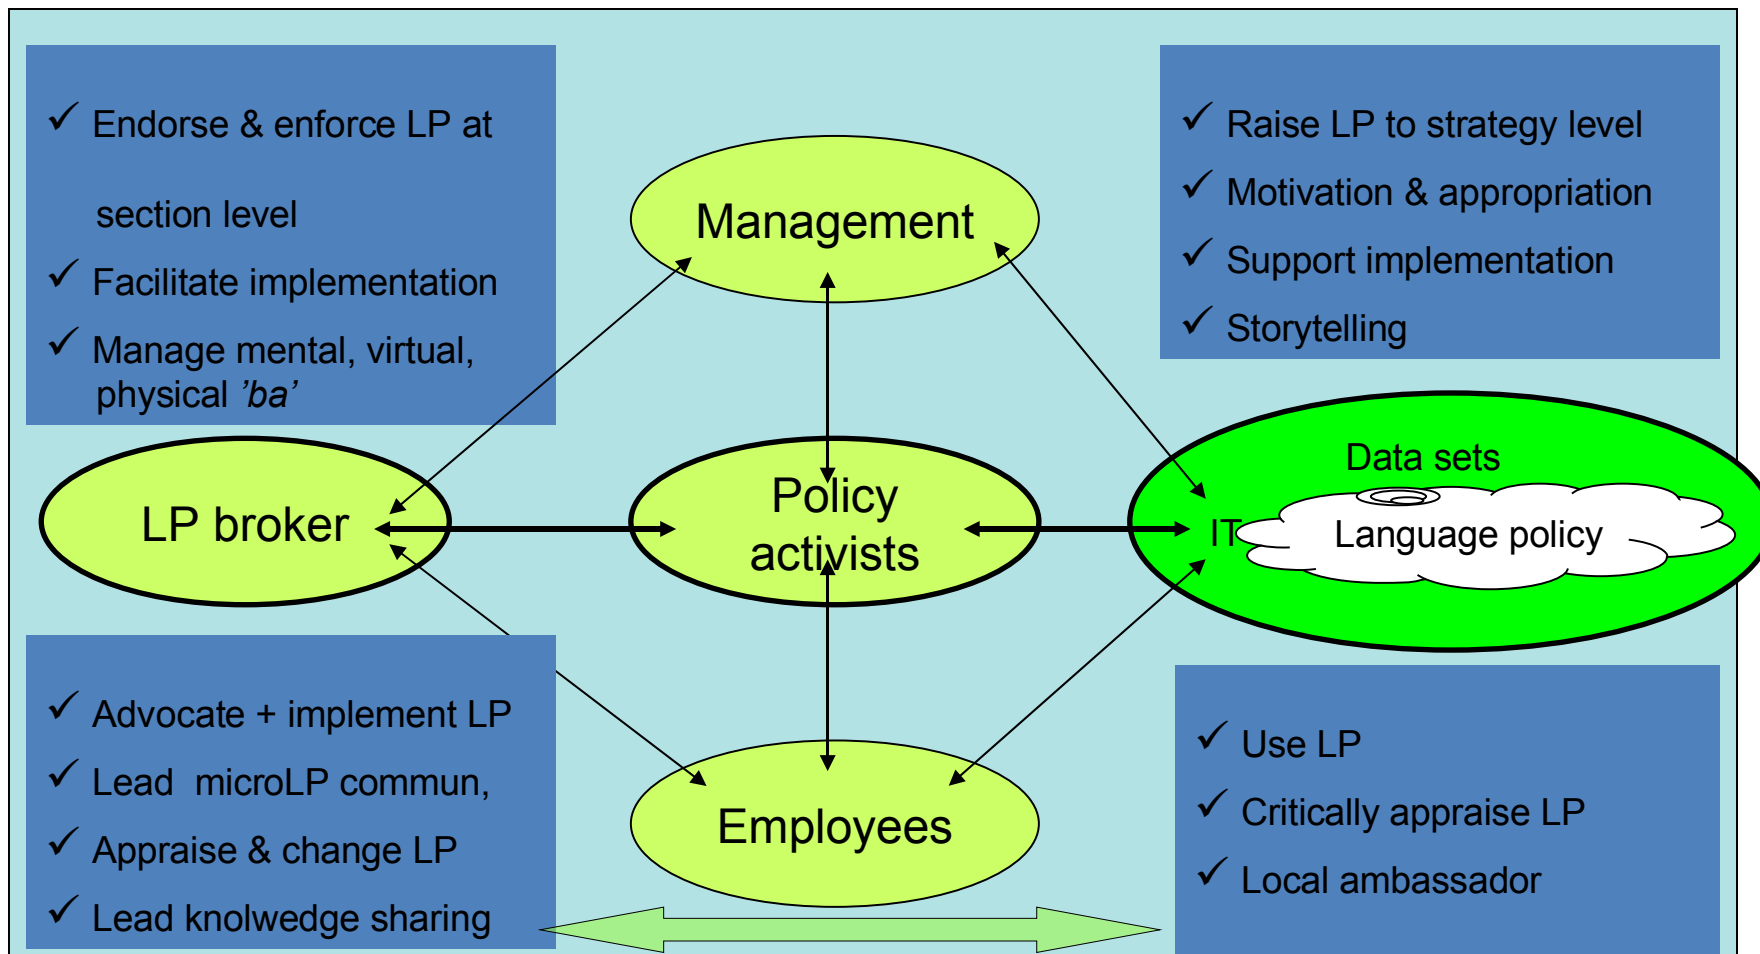 ✓ Endorse & enforce LP at
section level
✓ Facilitate implementation
✓ Manage mental, virtual,
physical ’ba’
✓ Raise LP to strategy level
✓ Motivation & appropriation
✓ Support implementation
✓ Storytelling
Management
LP broker
Policy
activists
Data sets
IT
Language policy
✓ Advocate + implement LP
✓ Lead microLP commun,
✓ Appraise & change LP
✓ Lead knolwedge sharing
Employees
✓ Use LP
✓ Critically appraise LP
✓ Local ambassador